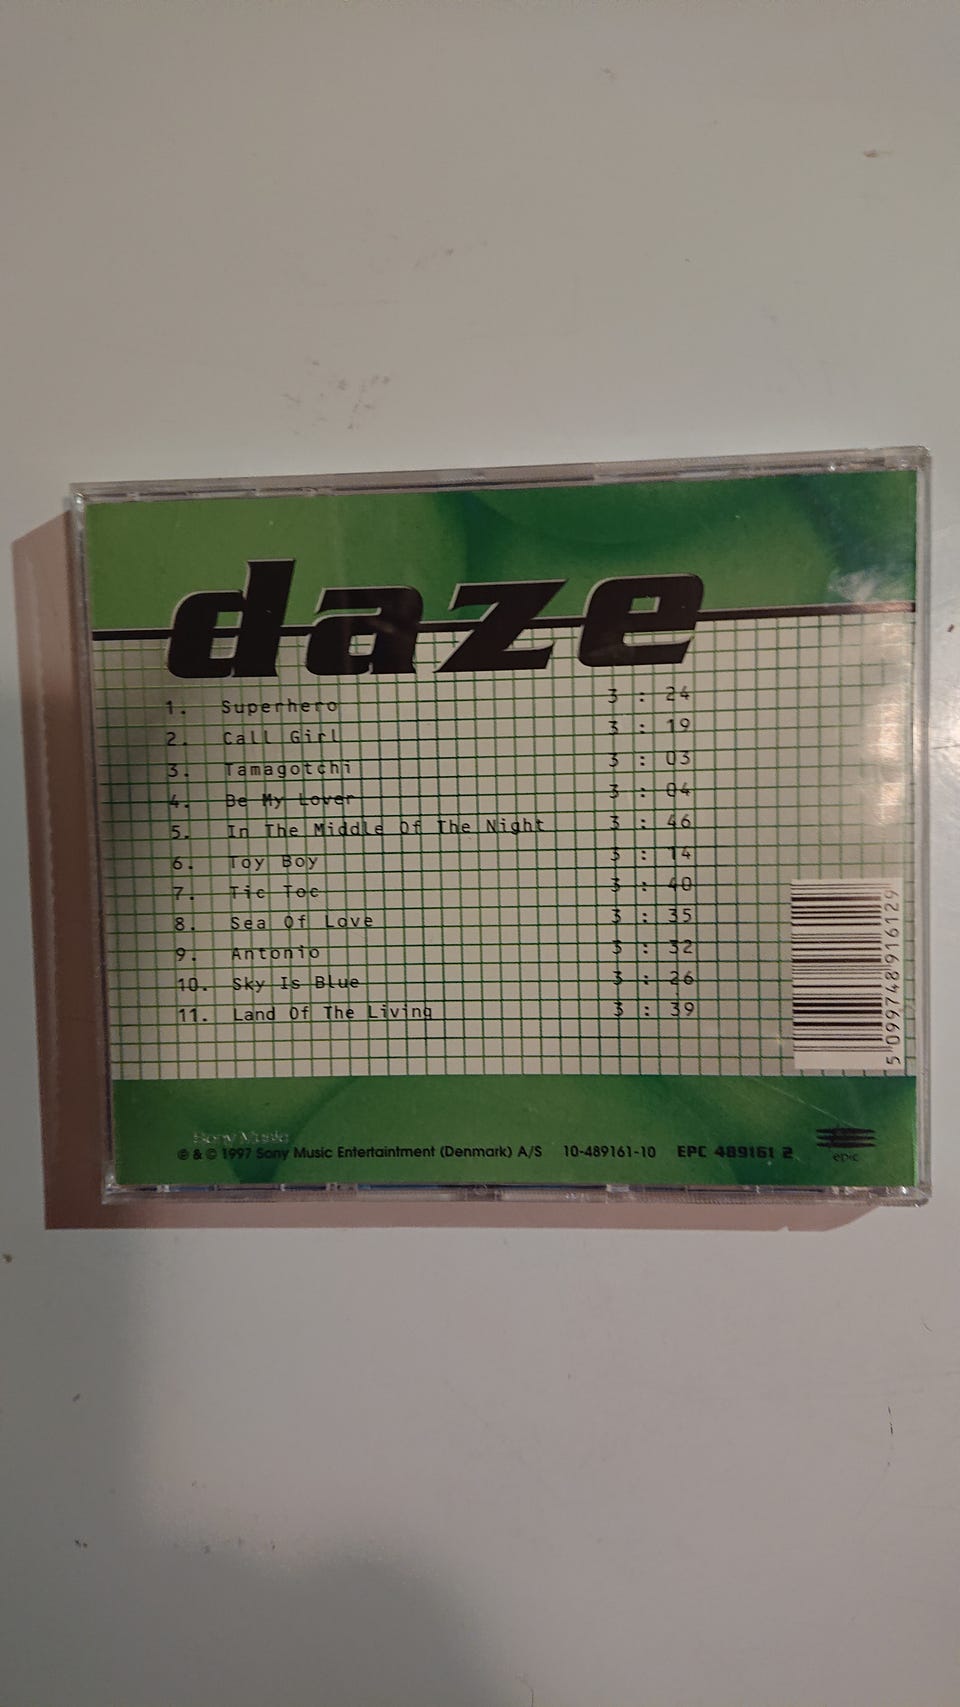 daze
1. Superhero 3 : 24
2. Call Girl 3 : 19
3. Tamagotchi 3 : 03
4. Be My Lover 3 : 04
5. In The Middle Of The Night 3 : 46
6. Toy Boy 3 : 14
7. Tic Toc 3 : 40
8. Sea Of Love 3 : 35
9. Antonio 3 : 32
10. Sky Is Blue 3 : 26
11. Land Of The Living 3 : 39
5 099748 916129
Sony Music
℗ & © 1997 Sony Music Entertaintment (Denmark) A/S 10-489161-10 EPC 489161 2
epic